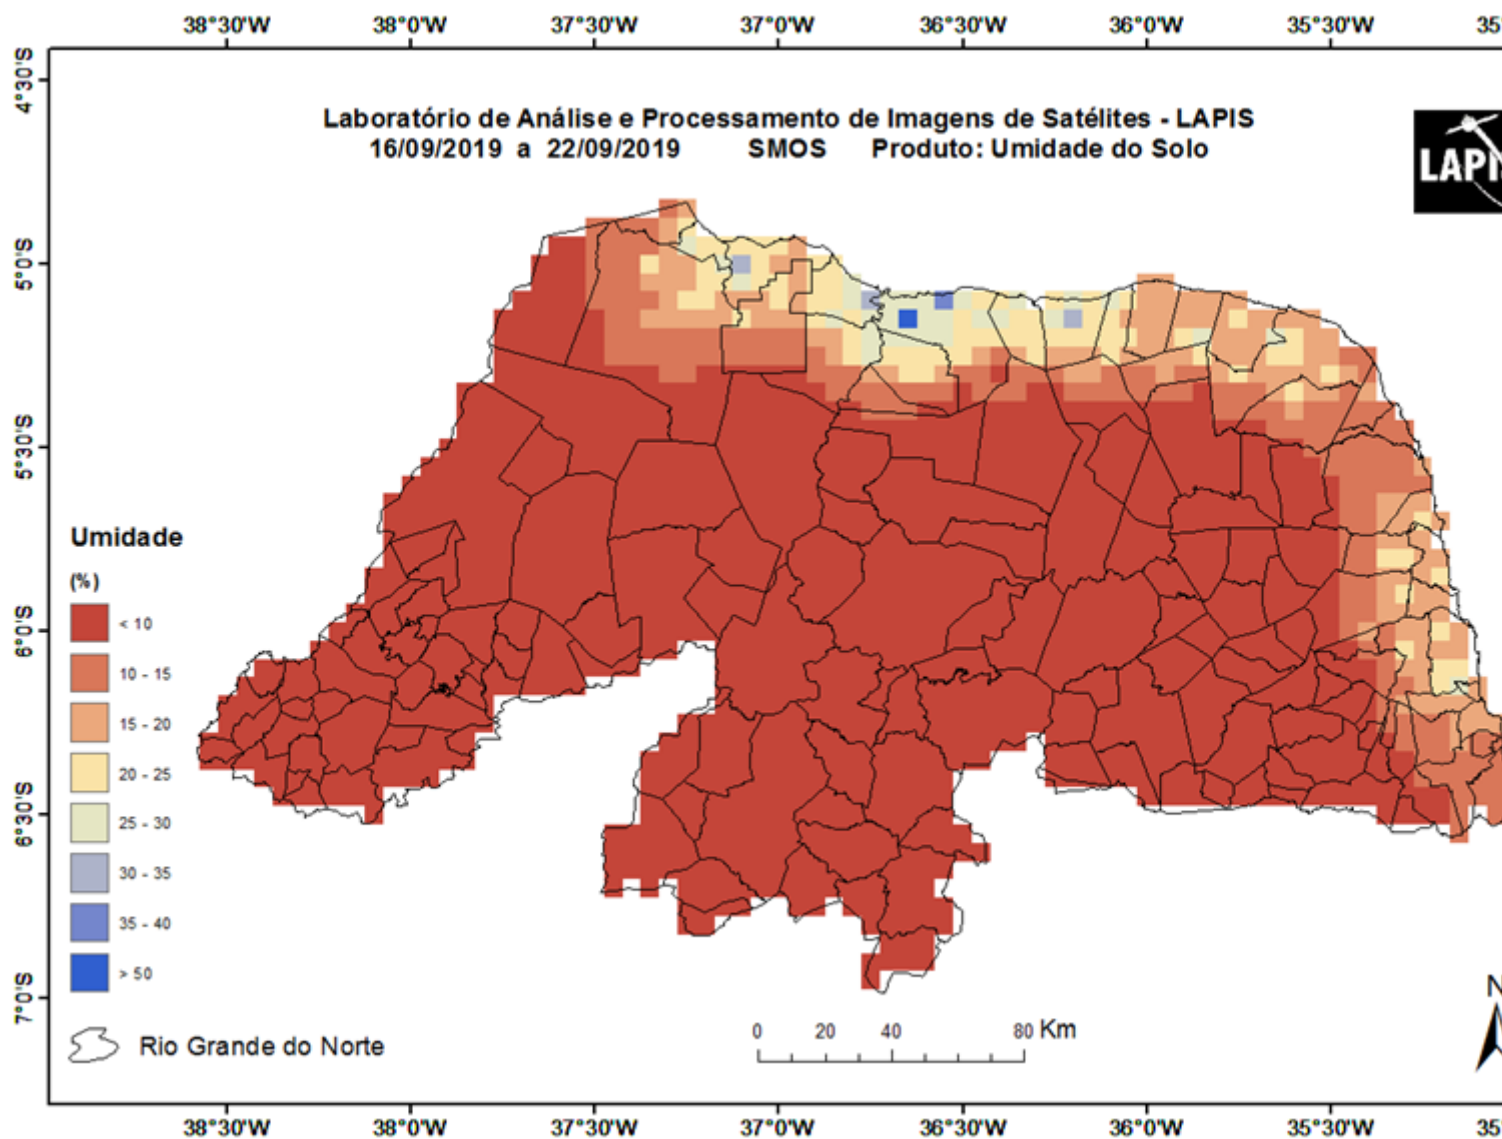 38°30'W 38°0'W 37°30'W 37°0'W 36°30'W 36°0'W 35°30'W 35
4°30'S
Laboratório de Análise e Processamento de Imagens de Satélites - LAPIS
16/09/2019 a 22/09/2019 SMOS Produto: Umidade do Solo
LAPIS
5°0'S
5°30'S
6°0'S
6°30'S
7°0'S
Umidade
(%)
< 10
10 - 15
15 - 20
20 - 25
25 - 30
30 - 35
35 - 40
> 50
Rio Grande do Norte
0 20 40 80 Km
N
38°30'W 38°0'W 37°30'W 37°0'W 36°30'W 36°0'W 35°30'W 35